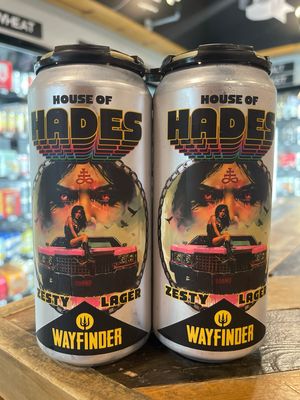 HOUSE OF
HADES
ZESTY LAGER
WAYFINDER
HOUSE OF
HADES
ZESTY LAGER
WAYFINDER